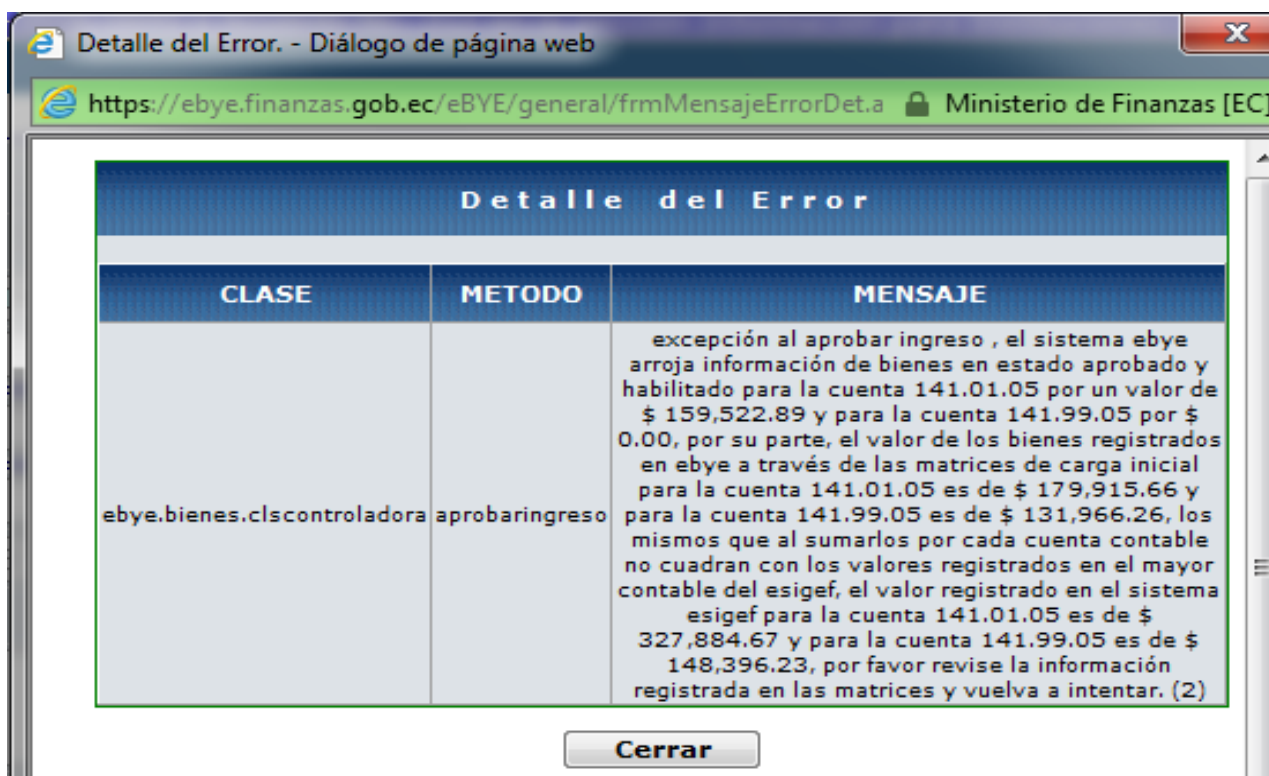 Detalle del Error. - Diálogo de página web
https://ebye.finanzas.gob.ec/eBYE/general/frmMensajeErrorDet.a Ministerio de Finanzas [EC]
Detalle del Error
CLASE METODO MENSAJE
excepción al aprobar ingreso , el sistema ebye
arroja información de bienes en estado aprobado y
habilitado para la cuenta 141.01.05 por un valor de
$ 159,522.89 y para la cuenta 141.99.05 por $
0.00, por su parte, el valor de los bienes registrados
en ebye a través de las matrices de carga inicial
para la cuenta 141.01.05 es de $ 179,915.66 y
ebye.bienes.clscontroladora aprobaringreso para la cuenta 141.99.05 es de $ 131,966.26, los
mismos que al sumarlos por cada cuenta contable
no cuadran con los valores registrados en el mayor
contable del esigef, el valor registrado en el sistema
esigef para la cuenta 141.01.05 es de $
327,884.67 y para la cuenta 141.99.05 es de $
148,396.23, por favor revise la información
registrada en las matrices y vuelva a intentar. (2)
Cerrar